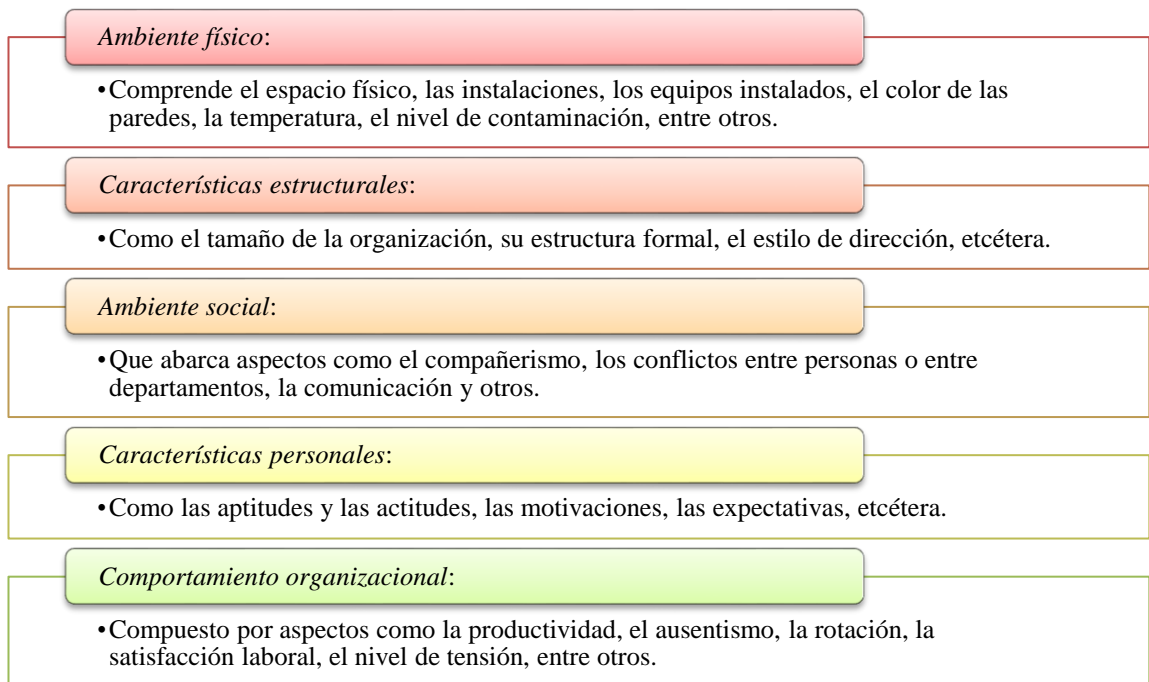 Ambiente físico:
•Comprende el espacio físico, las instalaciones, los equipos instalados, el color de las
paredes, la temperatura, el nivel de contaminación, entre otros.
Características estructurales:
•Como el tamaño de la organización, su estructura formal, el estilo de dirección, etcétera.
Ambiente social:
•Que abarca aspectos como el compañerismo, los conflictos entre personas o entre
departamentos, la comunicación y otros.
Características personales:
•Como las aptitudes y las actitudes, las motivaciones, las expectativas, etcétera.
Comportamiento organizacional:
•Compuesto por aspectos como la productividad, el ausentismo, la rotación, la
satisfacción laboral, el nivel de tensión, entre otros.